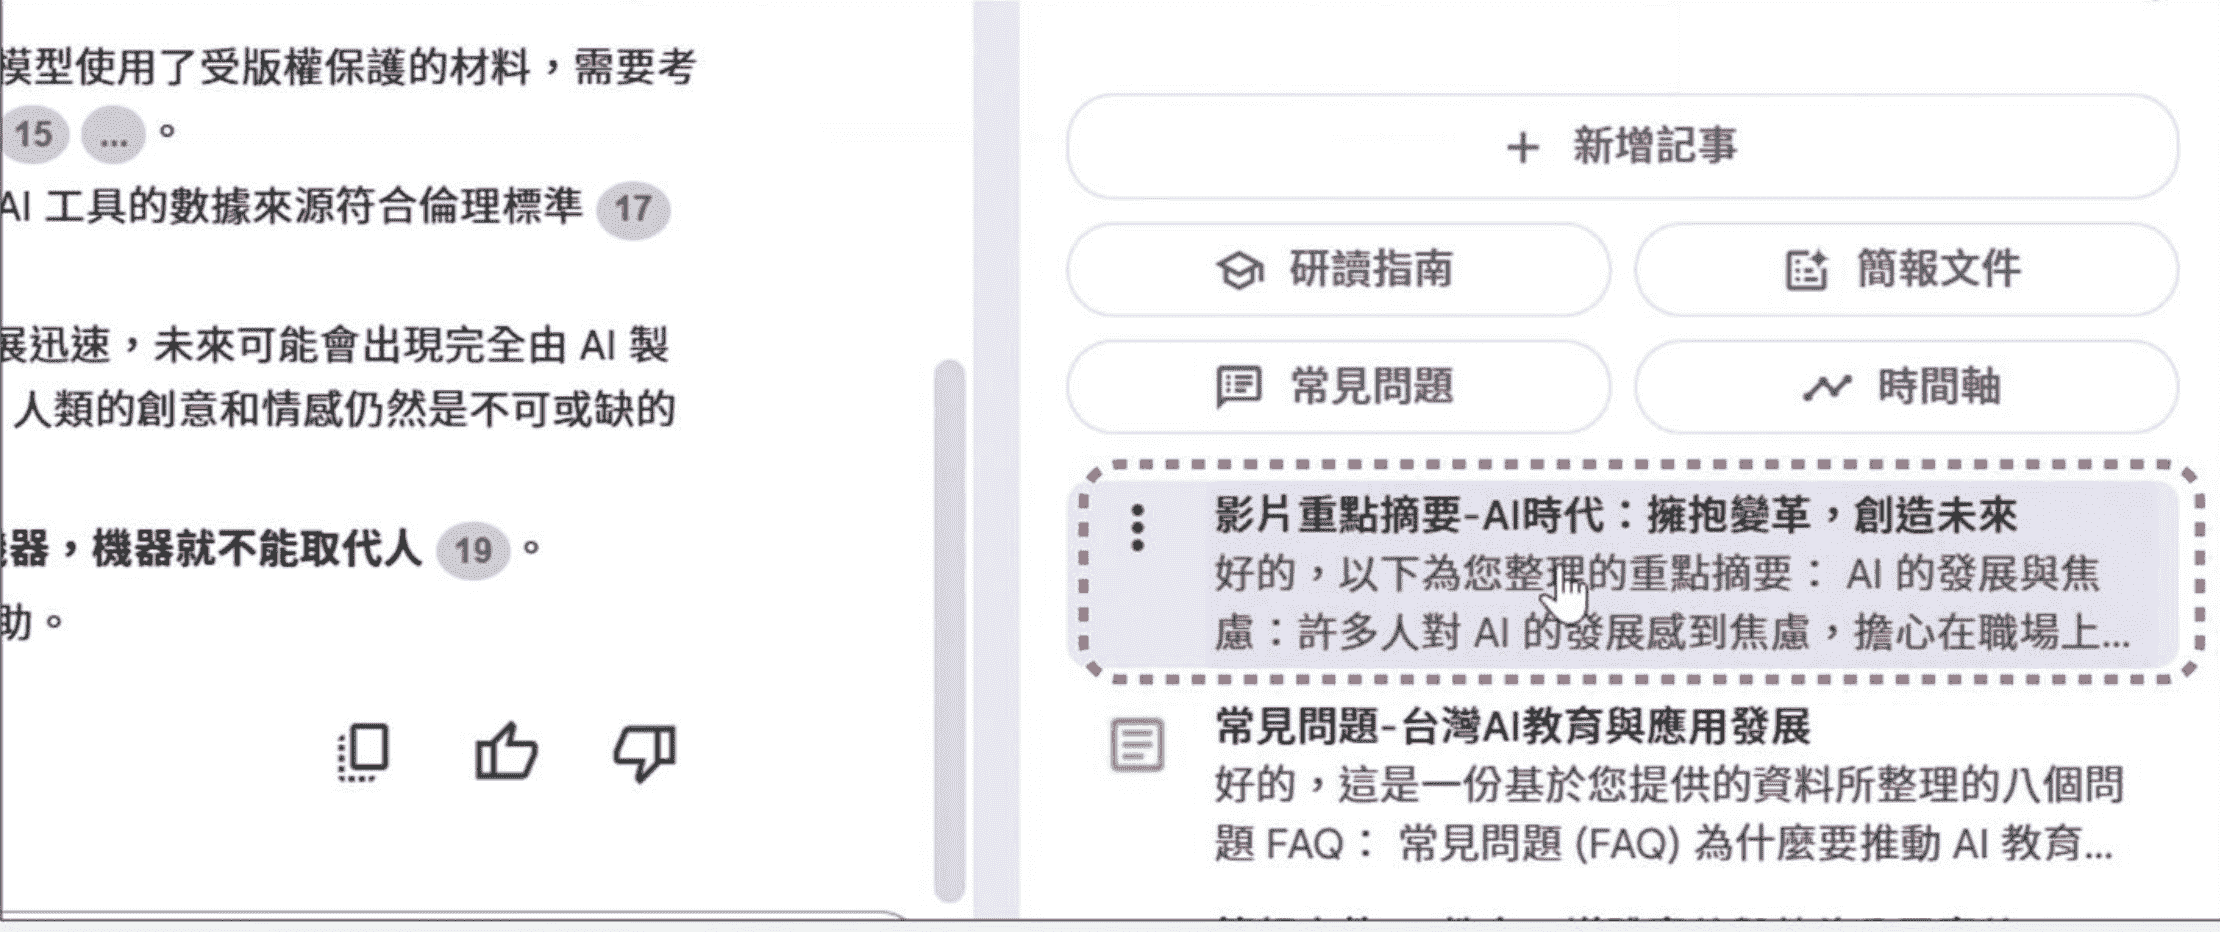 模型使用了受版權保護的材料，需要考
15 ... 。
AI 工具的數據來源符合倫理標準 17
展迅速，未來可能會出現完全由 AI 製
人類的創意和情感仍然是不可或缺的
器，機器就不能取代人 19 。
助。
+ 新增記事
研讀指南
簡報文件
常見問題
時間軸
影片重點摘要-AI時代：擁抱變革，創造未來
好的，以下為您整理的重點摘要： AI 的發展與焦
慮：許多人對 AI 的發展感到焦慮，擔心在職場上...
常見問題-台灣AI教育與應用發展
好的，這是一份基於您提供的資料所整理的八個問
題 FAQ： 常見問題 (FAQ) 為什麼要推動 AI 教育...